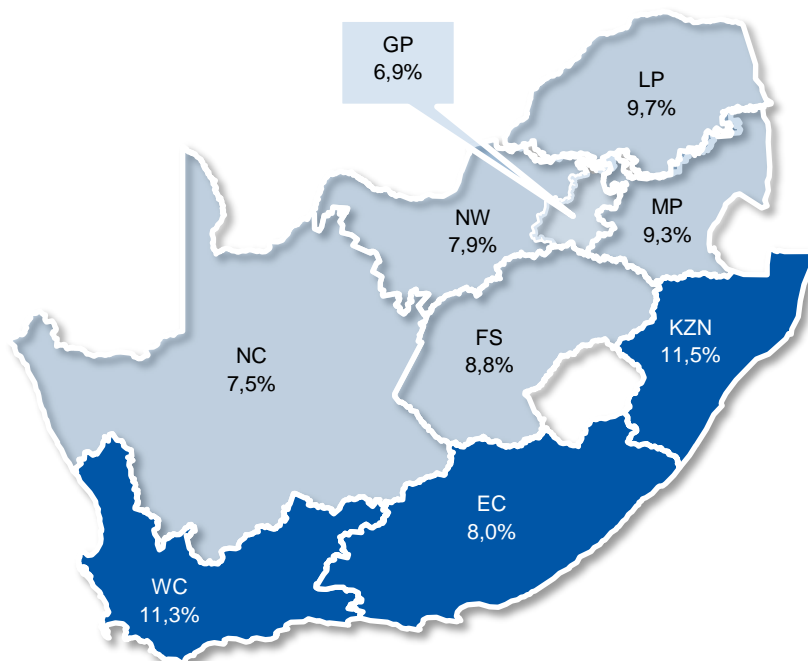 GP
6,9%
LP
9,7%
MP
9,3%
NW
7,9%
KZN
11,5%
FS
8,8%
NC
7,5%
EC
8,0%
WC
11,3%